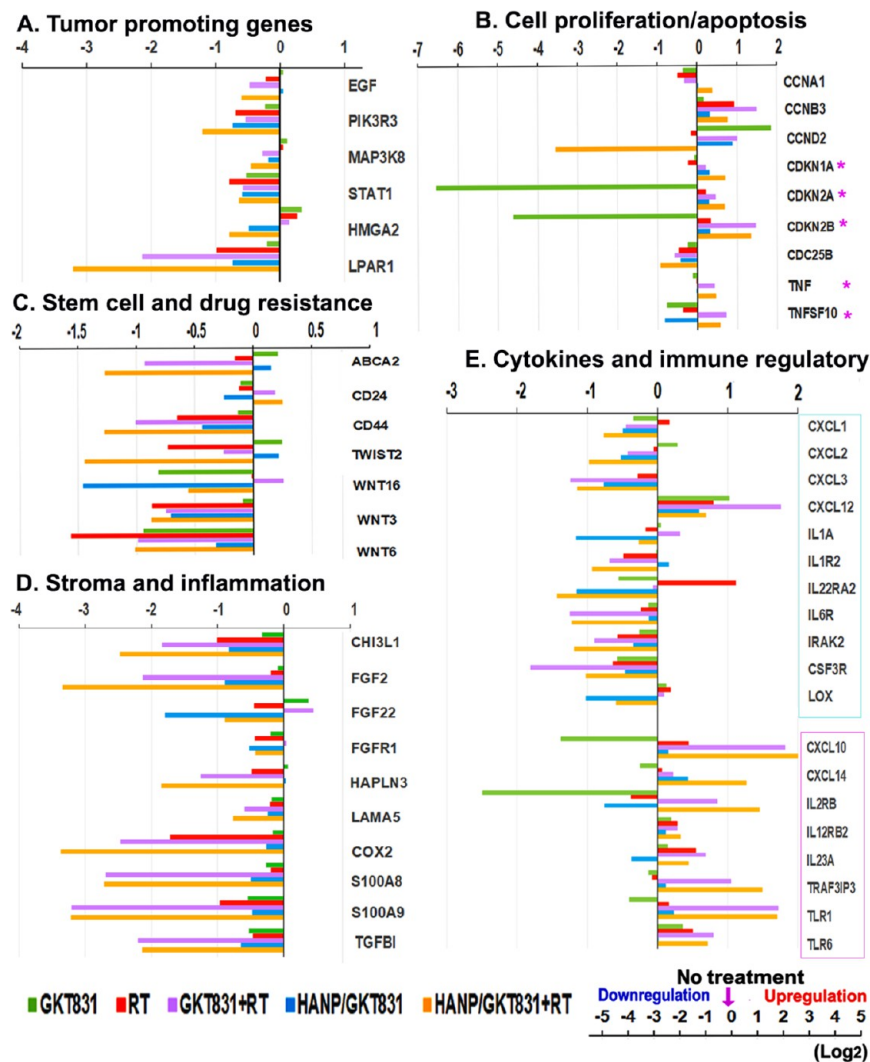 A. Tumor promoting genes
-4 -3 -2 -1 0 1
EGF
PIK3R3
MAP3K8
STAT1
HMGA2
LPAR1
B. Cell proliferation/apoptosis
-7 -6 -5 -4 -3 -2 -1 0 1 2
CCNA1
CCNB3
CCND2
CDKN1A *
CDKN2A *
CDKN2B *
CDC25B
TNF *
TNFSF10 *
C. Stem cell and drug resistance
-2 -1.5 -1 -0.5 0 0.5 1
ABCA2
CD24
CD44
TWIST2
WNT16
WNT3
WNT6
D. Stroma and inflammation
-4 -3 -2 -1 0 1
CHI3L1
FGF2
FGF22
FGFR1
HAPLN3
LAMA5
COX2
S100A8
S100A9
TGFBI
E. Cytokines and immune regulatory
-3 -2 -1 0 1 2
CXCL1
CXCL2
CXCL3
CXCL12
IL1A
IL1R2
IL22RA2
IL6R
IRAK2
CSF3R
LOX
CXCL10
CXCL14
IL2RB
IL12RB2
IL23A
TRAF3IP3
TLR1
TLR6
GKT831 RT GKT831+RT HANP/GKT831 HANP/GKT831+RT
No treatment
Downregulation Upregulation
-5 -4 -3 -2 -1 0 1 2 3 4 5
(Log2)